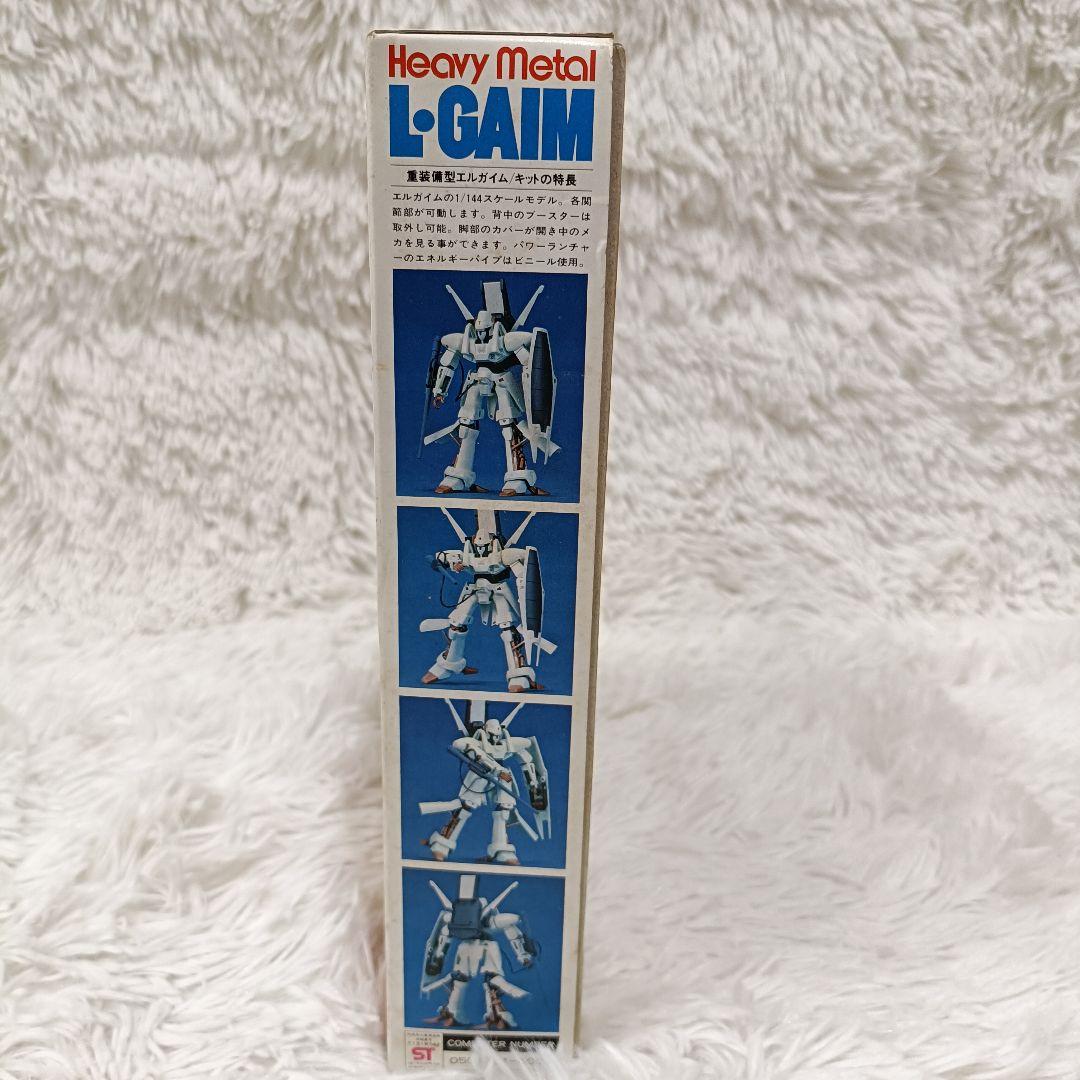 Heavy Metal
L·GAIM
重装備型エルガイム/キットの特長
エルガイムの1/144スケールモデル。各関
節部が可動します。背中のブースターは
取外し可能。脚部のカバーが開き中のメ
カを見る事ができます。パワーランチャ
ーのエネルギーパイプはビニール使用。
ST
NUMBER